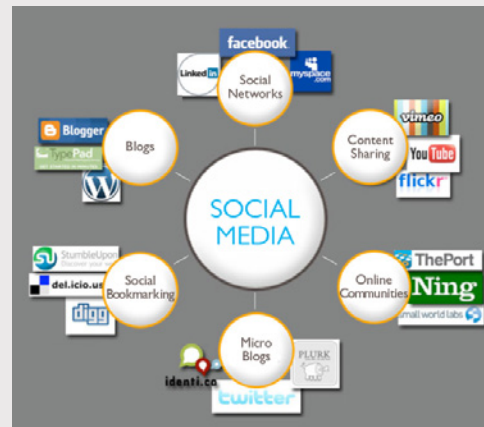 facebook
LinkedIn
myspace.com
Social
Networks
Blogger
TypePad
Blogs
W
vimeo
Content
Sharing
YouTube
flickr
SOCIAL
MEDIA
StumbleUpon
del.icio.us
Social
Bookmarking
digg
ThePort
Online
Communities
Ning
small world labs
Micro
Blogs
PLURK
identi.ca
twitter